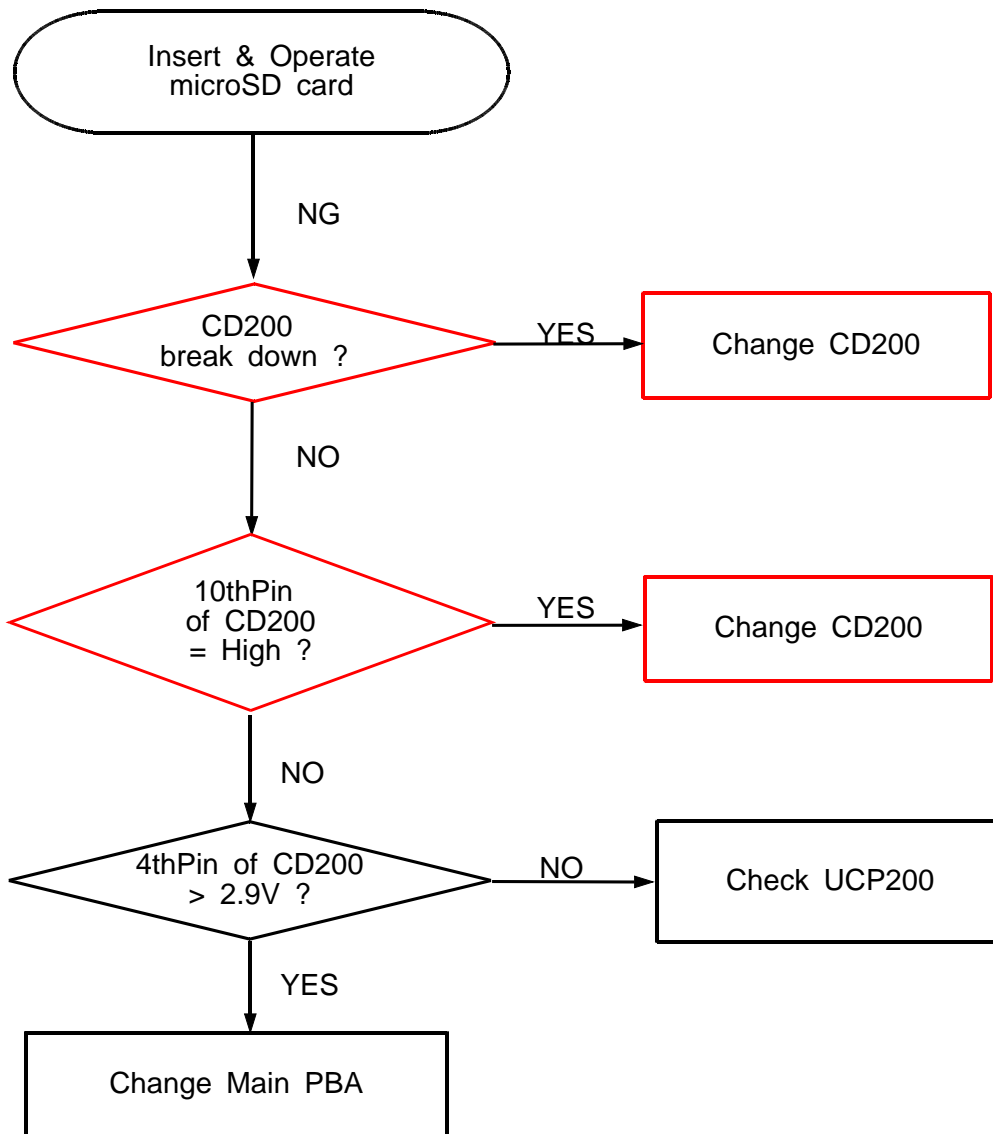 Insert & Operate
microSD card
NG
CD200
break down ?
YES
Change CD200
NO
10thPin
of CD200
= High ?
YES
Change CD200
NO
4thPin of CD200
> 2.9V ?
NO
Check UCP200
YES
Change Main PBA